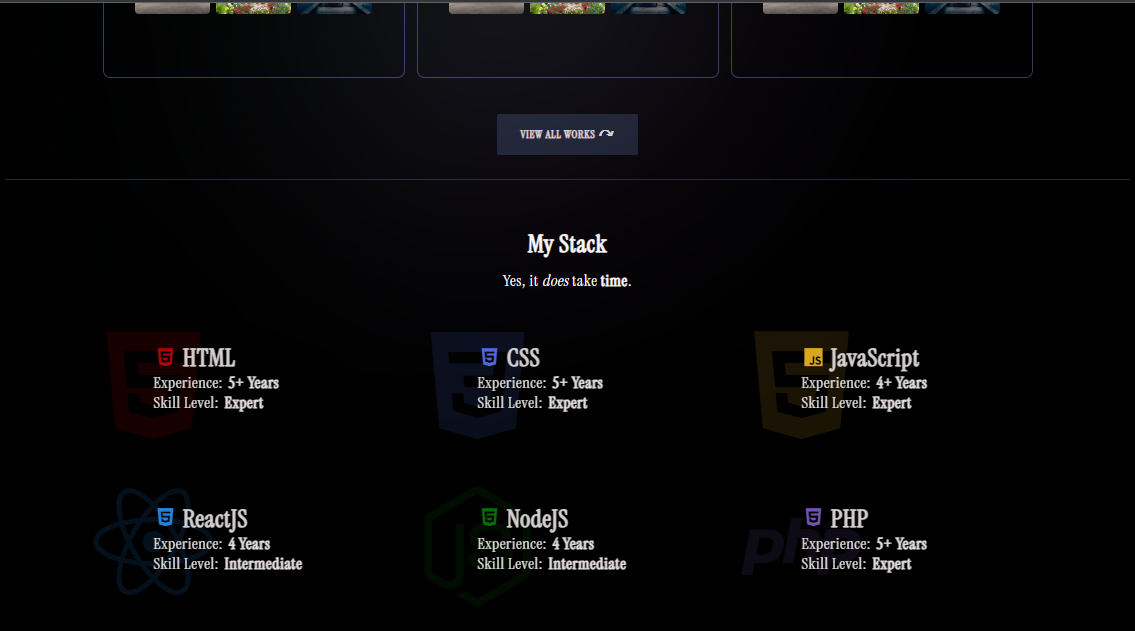 VIEW ALL WORKS
My Stack
Yes, it does take time.
HTML
Experience: 5+ Years
Skill Level: Expert
CSS
Experience: 5+ Years
Skill Level: Expert
JS JavaScript
Experience: 4+ Years
Skill Level: Expert
ReactJS
Experience: 4 Years
Skill Level: Intermediate
NodeJS
Experience: 4 Years
Skill Level: Intermediate
php
PHP
Experience: 5+ Years
Skill Level: Expert